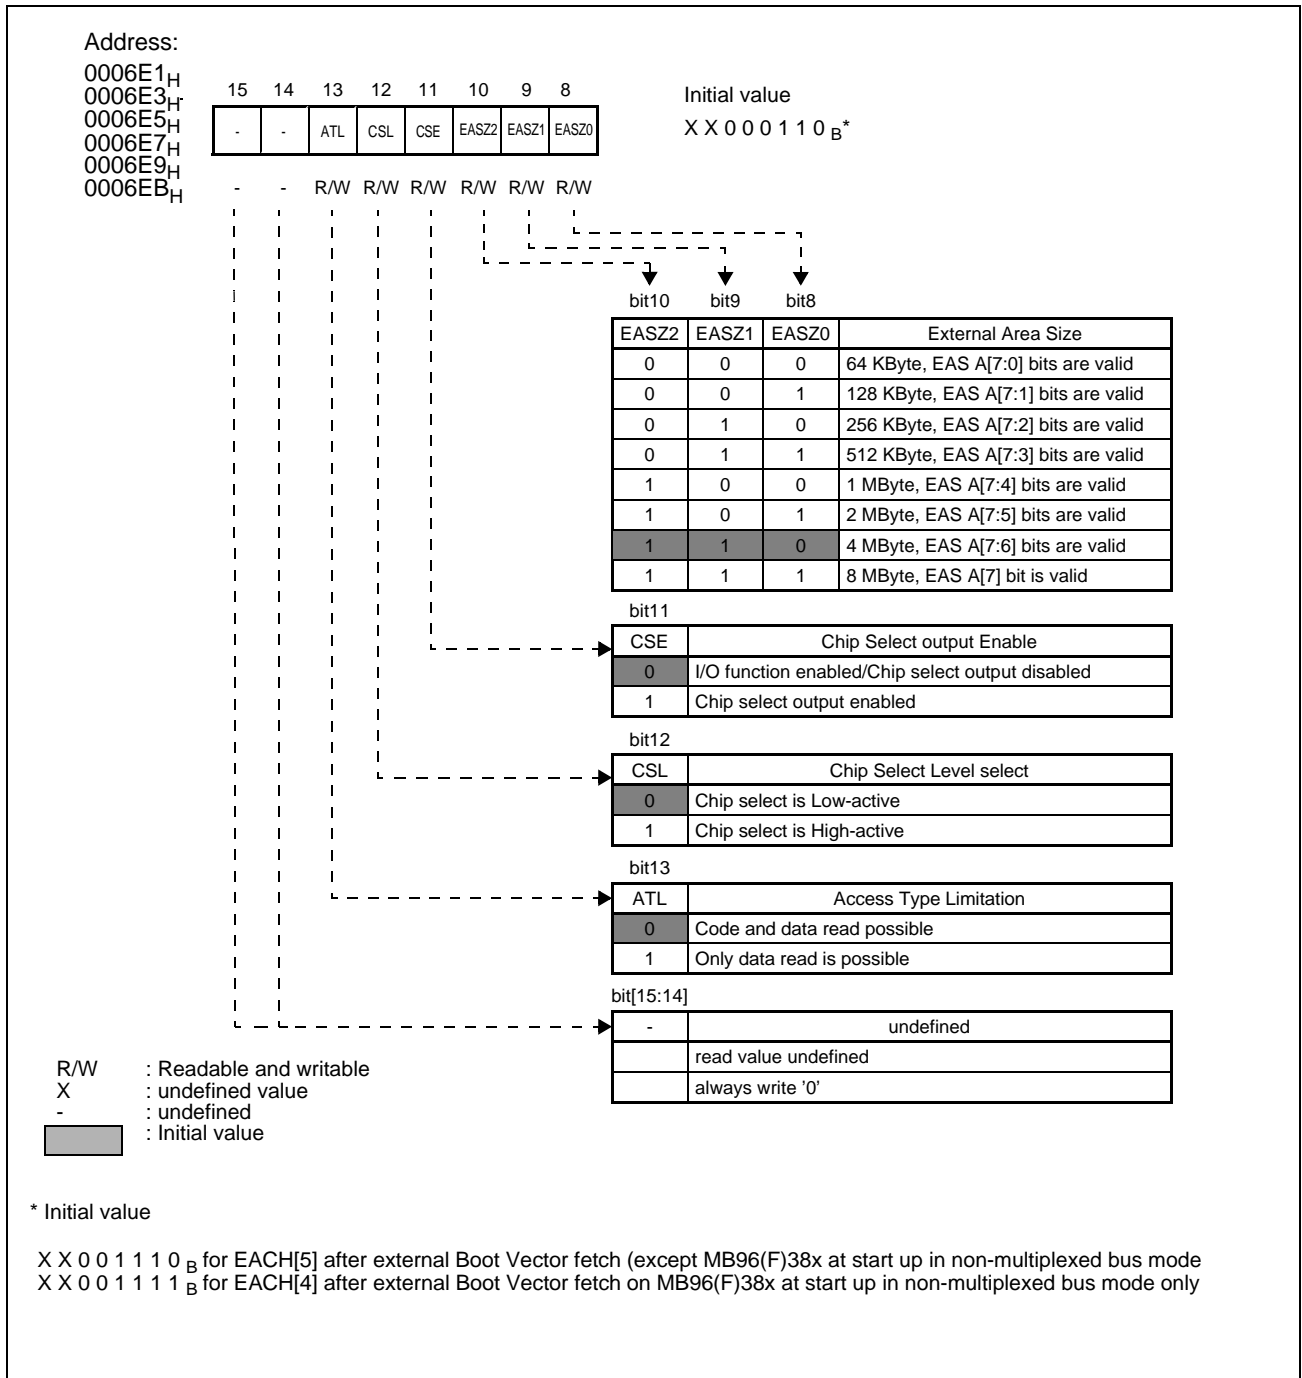 Address:
0006E1H
0006E3H
0006E5H
0006E7H
0006E9H
0006EBH
15 14 13 12 11 10 9 8
- - ATL CSL CSE EASZ2 EASZ1 EASZ0
- - R/W R/W R/W R/W R/W R/W
Initial value
X X 0 0 0 1 1 0 B*
bit10 bit9 bit8
EASZ2 EASZ1 EASZ0 External Area Size
0 0 0 64 KByte, EAS A[7:0] bits are valid
0 0 1 128 KByte, EAS A[7:1] bits are valid
0 1 0 256 KByte, EAS A[7:2] bits are valid
0 1 1 512 KByte, EAS A[7:3] bits are valid
1 0 0 1 MByte, EAS A[7:4] bits are valid
1 0 1 2 MByte, EAS A[7:5] bits are valid
1 1 0 4 MByte, EAS A[7:6] bits are valid
1 1 1 8 MByte, EAS A[7] bit is valid
bit11
CSE Chip Select output Enable
0 I/O function enabled/Chip select output disabled
1 Chip select output enabled
bit12
CSL Chip Select Level select
0 Chip select is Low-active
1 Chip select is High-active
bit13
ATL Access Type Limitation
0 Code and data read possible
1 Only data read is possible
bit[15:14]
- undefined
read value undefined
always write '0'
R/W : Readable and writable
X : undefined value
- : undefined
: Initial value
* Initial value
X X 0 0 1 1 1 0 B for EACH[5] after external Boot Vector fetch (except MB96(F)38x at start up in non-multiplexed bus mode
X X 0 0 1 1 1 1 B for EACH[4] after external Boot Vector fetch on MB96(F)38x at start up in non-multiplexed bus mode only